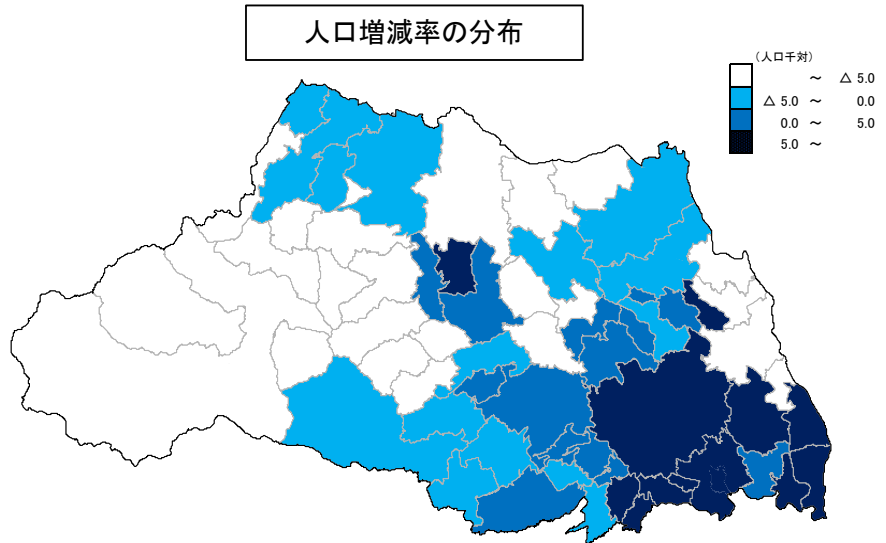 人口増減率の分布
（人口千対）
～ △ 5.0
△ 5.0 ～ 0.0
0.0 ～ 5.0
5.0 ～